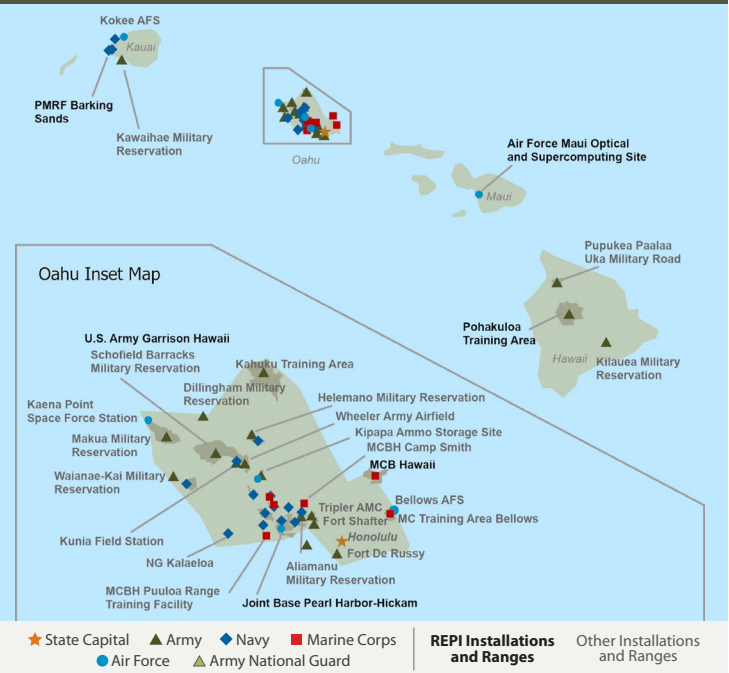 Kokee AFS
Kauai
PMRF Barking
Sands
Kawaihae Military
Reservation
Oahu
Air Force Maui Optical
and Supercomputing Site
Maui
Pupukea Paalaa
Uka Military Road
Pohakuloa
Training Area
Hawaii
Kilauea Military
Reservation
Oahu Inset Map
U.S. Army Garrison Hawaii
Schofield Barracks
Military Reservation
Kahuku Training Area
Dillingham Military
Reservation
Helemano Military Reservation
Wheeler Army Airfield
Kipapa Ammo Storage Site
MCBH Camp Smith
MCB Hawaii
Kaena Point
Space Force Station
Makua Military
Reservation
Waianae-Kai Military
Reservation
Bellows AFS
MC Training Area Bellows
Tripler AMC
Fort Shafter
Honolulu
Fort De Russy
Kunia Field Station
NG Kalaeloa
Aliamanu
Military Reservation
MCBH Puuloa Range
Training Facility
Joint Base Pearl Harbor-Hickam
State Capital
Army
Navy
Marine Corps
Air Force
Army National Guard
REPI Installations
and Ranges
Other Installations
and Ranges